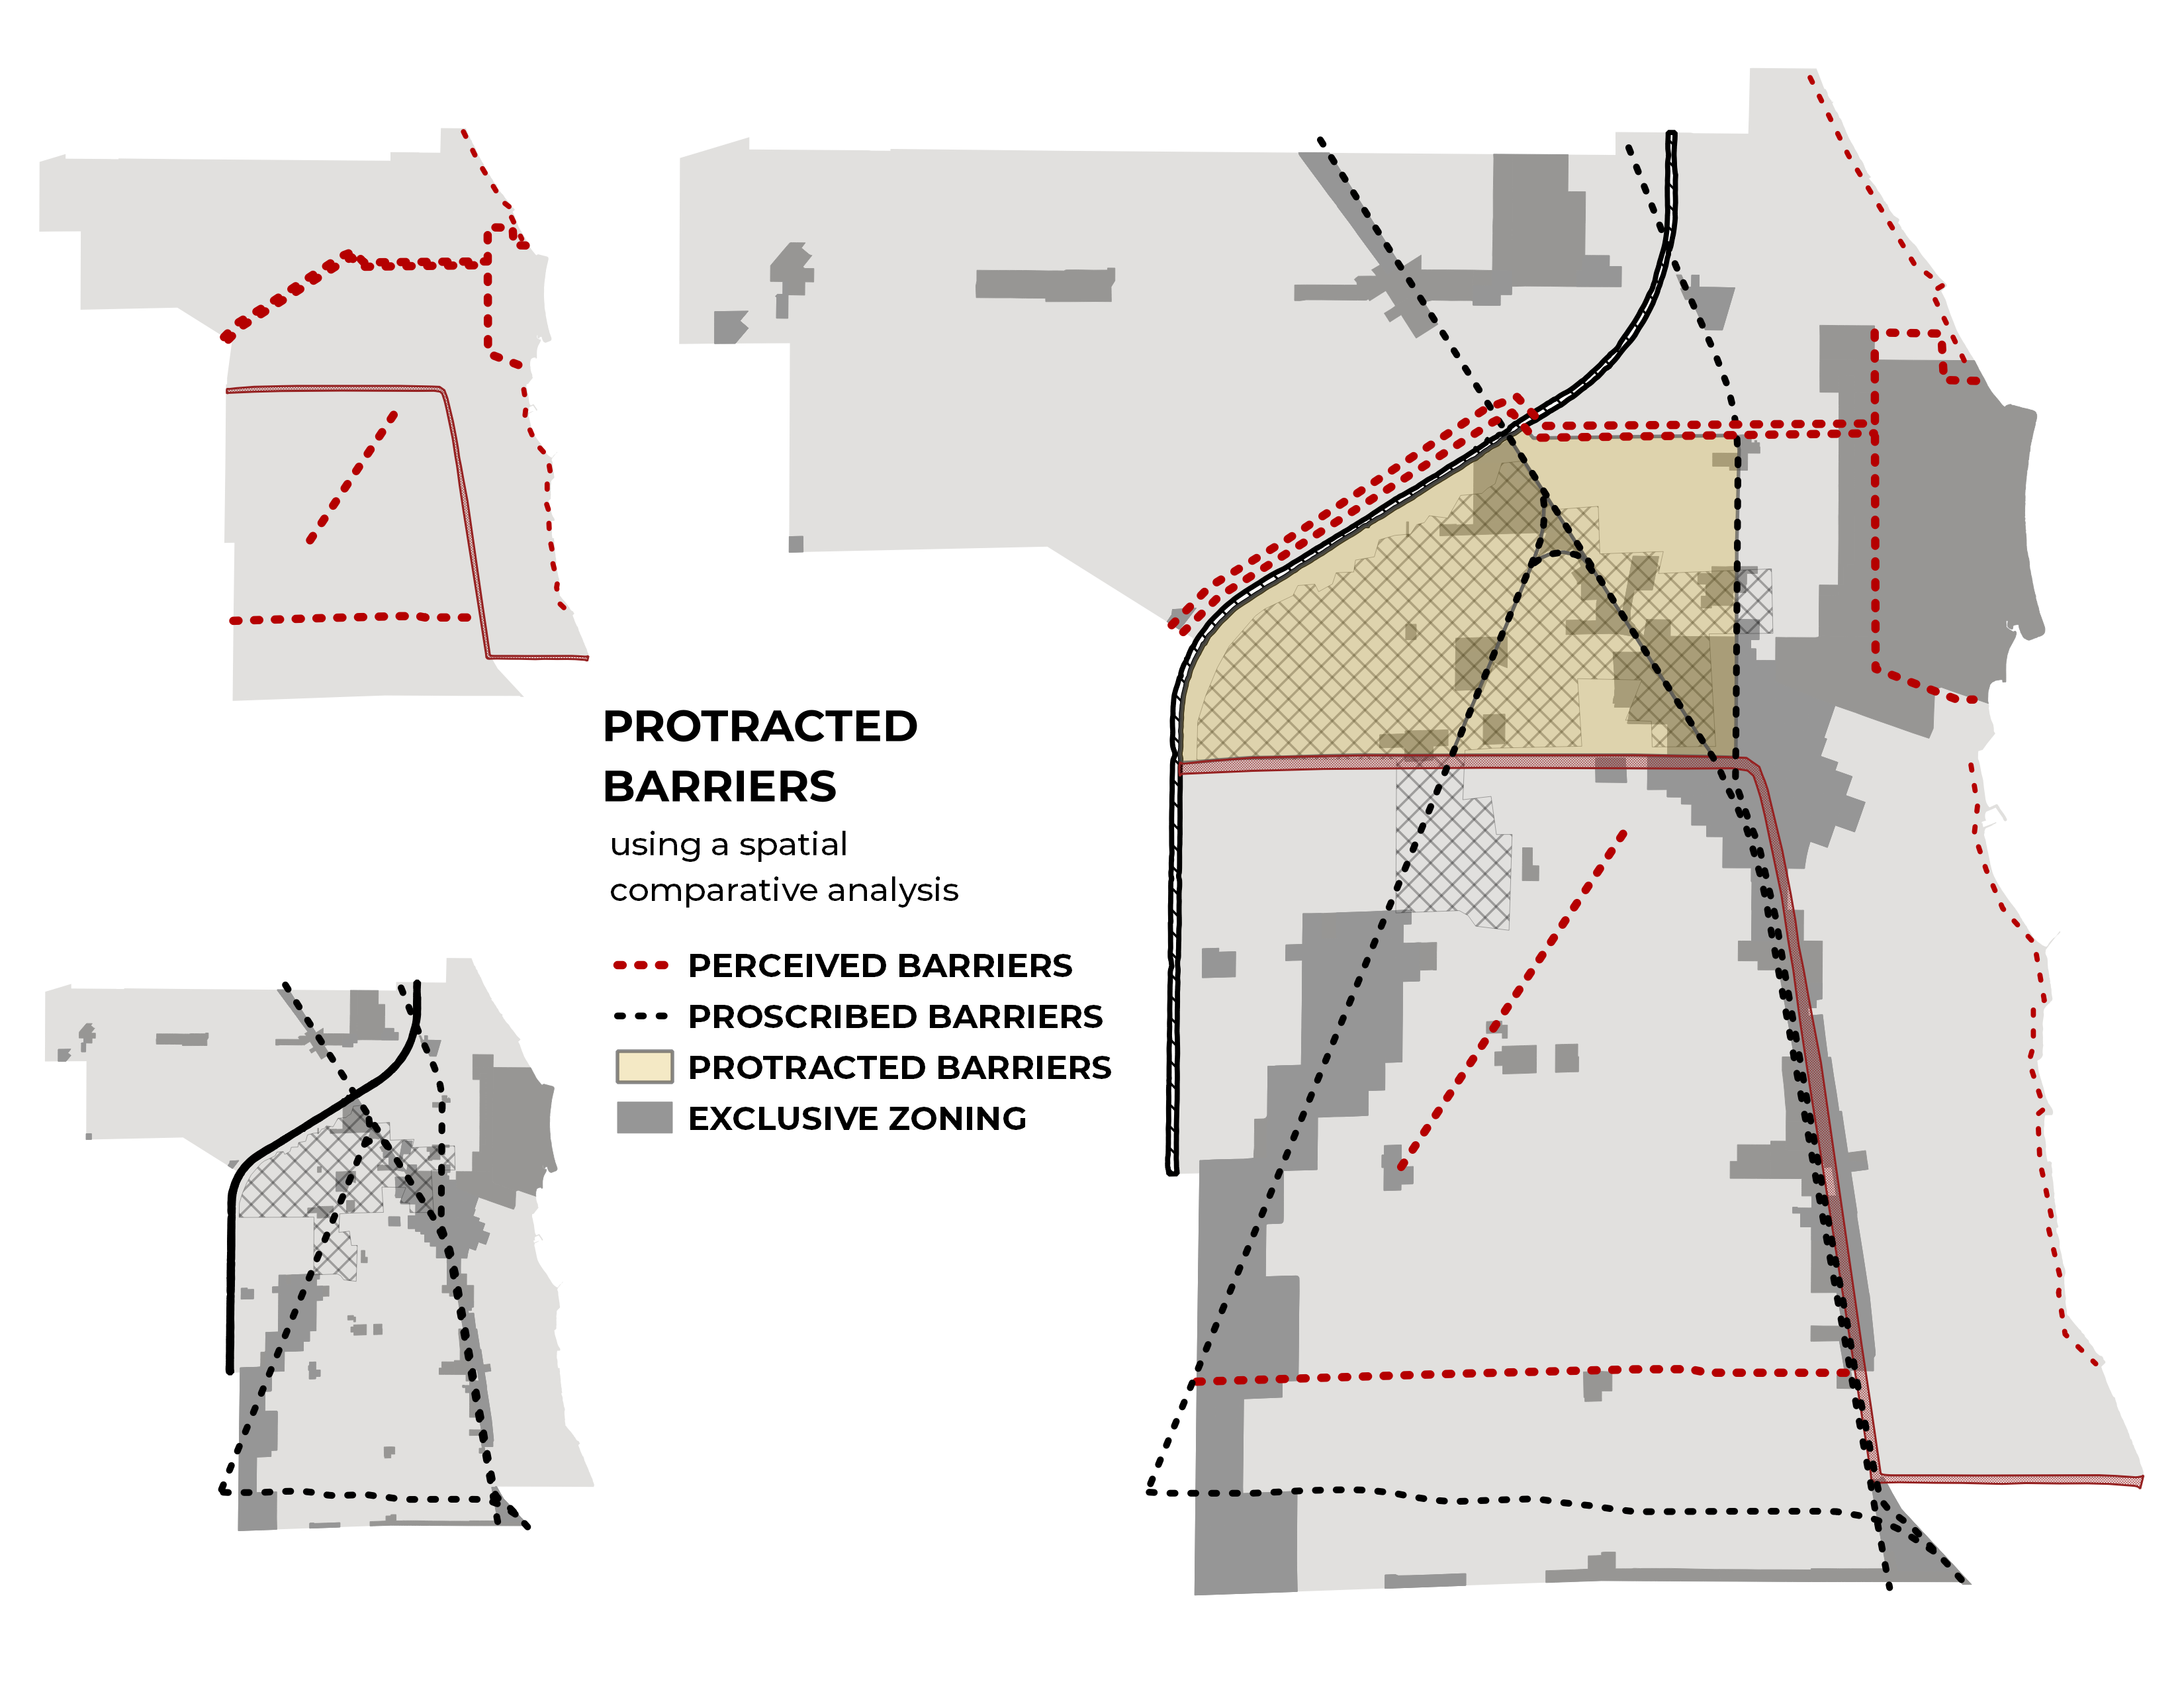 PROTRACTED
BARRIERS
using a spatial
comparative analysis
PERCEIVED BARRIERS
PROSCRIBED BARRIERS
PROTRACTED BARRIERS
EXCLUSIVE ZONING